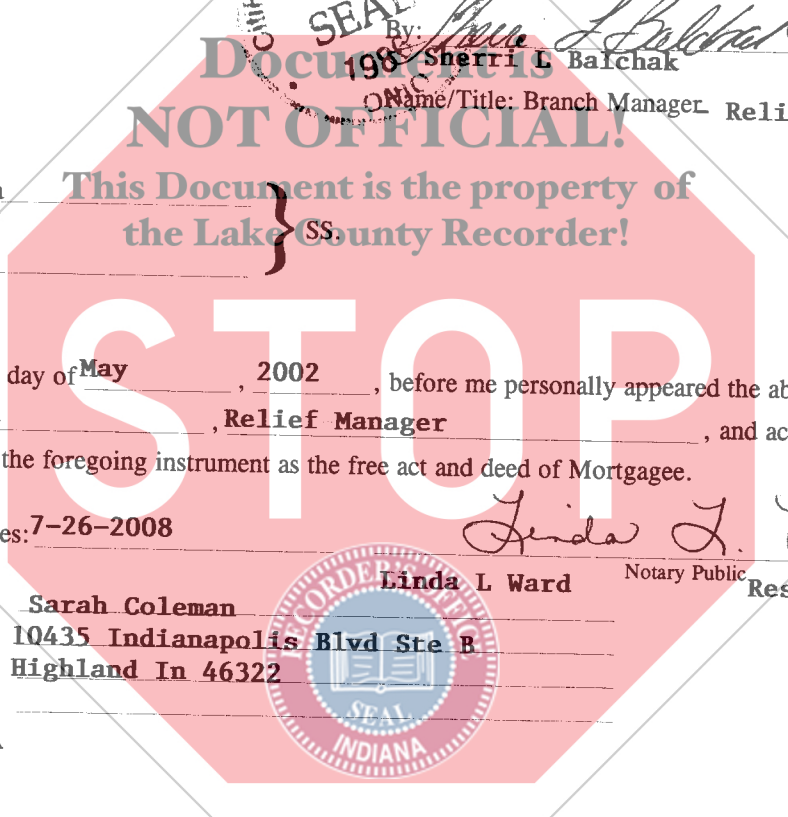 SEAL
By: Sherri L Balchak
198
Sherri L Balchak
Name/Title: Branch Manager Reli
Document is
NOT OFFICIAL!
This Document is the property of
the Lake County Recorder!
} SS.
STOP
day of May, 2002, before me personally appeared the ab
, Relief Manager, and ac
the foregoing instrument as the free act and deed of Mortgagee.
es: 7-26-2008
Linda L.
Linda L Ward
Notary Public Res
Sarah Coleman
10435 Indianapolis Blvd Ste B
Highland In 46322
RECORDER'S OFFICE
SEAL
INDIANA